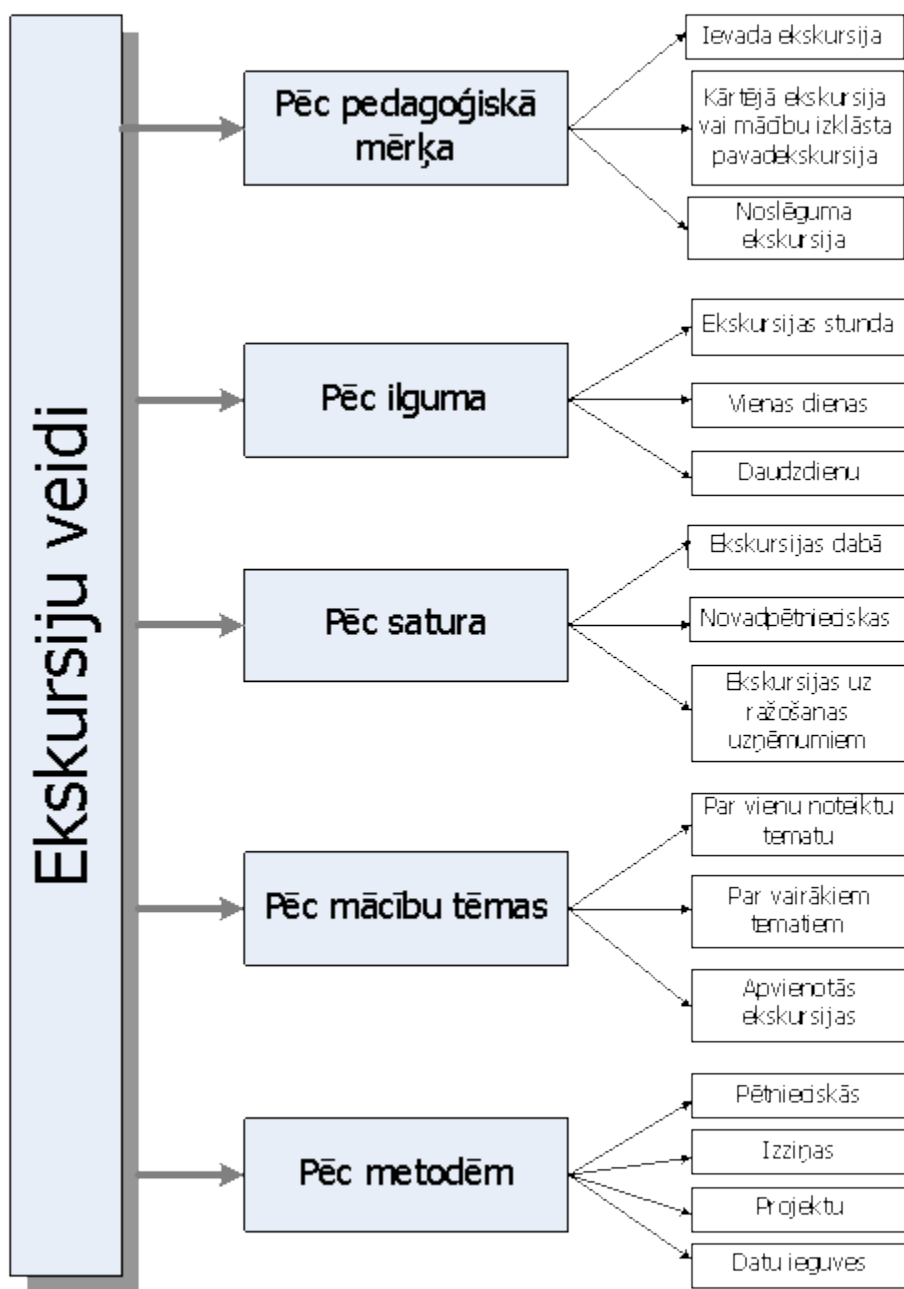 Ekskursiju veidi
Pēc pedagoģiskā
mērķa
Ievada ekskursija
Kārtējā ekskursija
vai mācību izklāsta
pavadekskursija
Noslēguma
ekskursija
Pēc ilguma
Ekskursijas stunda
Vienas dienas
Daudzdienu
Pēc satura
Ekskursijas dabā
Novadpētnieciskas
Ekskursijas uz
ražošanas
uzņēmumiem
Pēc mācību tēmas
Par vienu noteiktu
tematu
Par vairākiem
tematiem
Apvienotās
ekskursijas
Pēc metodēm
Pētnieciskās
Izziņas
Projektu
Datu ieguves